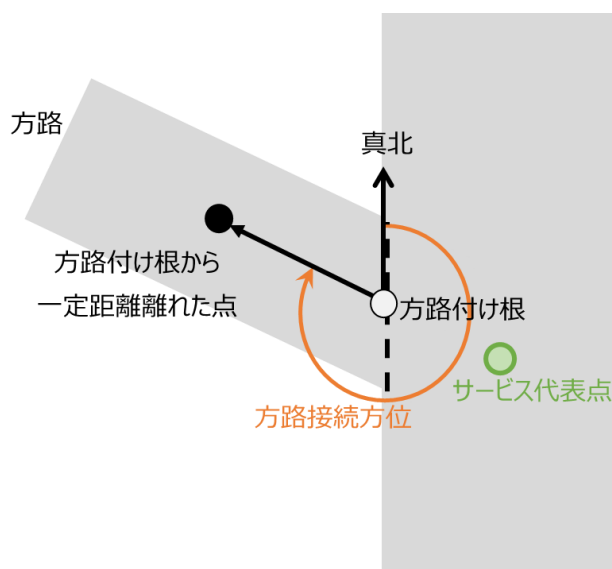 方路
真北
方路付け根から
一定距離離れた点
方路付け根
サービス代表点
方路接続方位